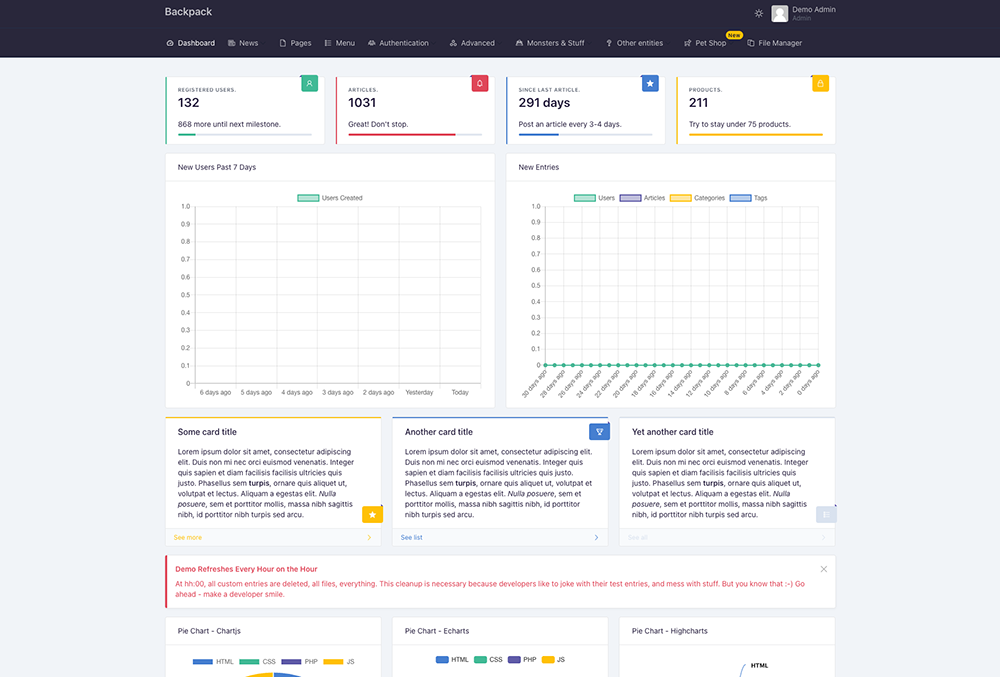 Backpack
Demo Admin
Admin
Dashboard News Pages Menu Authentication Advanced Monsters & Stuff Other entities Pet Shop New File Manager
REGISTERED USERS.
132
868 more until next milestone.
ARTICLES.
1031
Great! Don't stop.
SINCE LAST ARTICLE.
291 days
Post an article every 3-4 days.
PRODUCTS.
211
Try to stay under 75 products.
New Users Past 7 Days
Users Created
1.0
0.9
0.8
0.7
0.6
0.5
0.4
0.3
0.2
0.1
0
6 days ago 5 days ago 4 days ago 3 days ago 2 days ago Yesterday Today
New Entries
Users Articles Categories Tags
1.0
0.9
0.8
0.7
0.6
0.5
0.4
0.3
0.2
0.1
0
30 days ago 28 days ago 26 days ago 24 days ago 22 days ago 20 days ago 18 days ago 16 days ago 14 days ago 12 days ago 10 days ago 8 days ago 6 days ago 4 days ago 2 days ago 0 days ago
Some card title
Lorem ipsum dolor sit amet, consectetur adipiscing
elit. Duis non mi nec orci euismod venenatis. Integer
quis sapien et diam facilisis facilisis ultricies quis
justo. Phasellus sem turpis, ornare quis aliquet ut,
volutpat et lectus. Aliquam a egestas elit. Nulla
posuere, sem et porttitor mollis, massa nibh sagittis
nibh, id porttitor nibh turpis sed arcu.
See more
Another card title
Lorem ipsum dolor sit amet, consectetur adipiscing elit.
Duis non mi nec orci euismod venenatis. Integer quis
sapien et diam facilisis facilisis ultricies quis justo.
Phasellus sem turpis, ornare quis aliquet ut, volutpat
et lectus. Aliquam a egestas elit. Nulla posuere, sem et
porttitor mollis, massa nibh sagittis nibh, id porttitor
nibh turpis sed arcu.
See list
Yet another card title
Lorem ipsum dolor sit amet, consectetur adipiscing
elit. Duis non mi nec orci euismod venenatis. Integer
quis sapien et diam facilisis facilisis ultricies quis
justo. Phasellus sem turpis, ornare quis aliquet ut,
volutpat et lectus. Aliquam a egestas elit. Nulla
posuere, sem et porttitor mollis, massa nibh sagittis
nibh, id porttitor nibh turpis sed arcu.
See all
Demo Refreshes Every Hour on the Hour
At hh:00, all custom entries are deleted, all files, everything. This cleanup is necessary because developers like to joke with their test entries, and mess with stuff. But you know that :-) Go
ahead - make a developer smile.
Pie Chart - Chartjs
HTML CSS PHP JS
Pie Chart - Echarts
HTML CSS PHP JS
Pie Chart - Highcharts
HTML